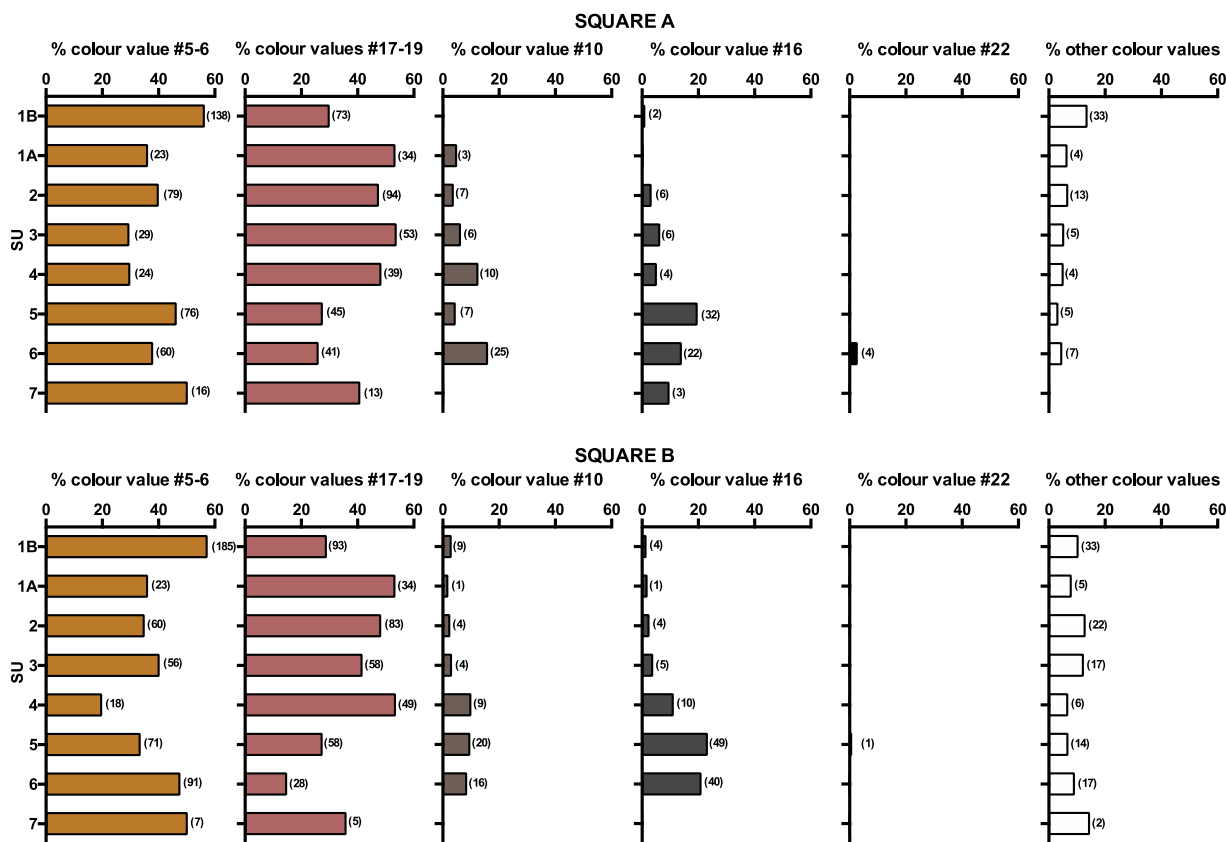 SQUARE A
% colour value #5-6 % colour values #17-19 % colour value #10 % colour value #16 % colour value #22 % other colour values
0 20 40 60 0 20 40 60 0 20 40 60 0 20 40 60 0 20 40 60 0 20 40 60
1B (138) (73) (2) (33)
1A (23) (34) (3) (4)
2 (79) (94) (7) (6) (13)
3 (29) (53) (6) (6) (5)
SU
4 (24) (39) (10) (4) (4)
5 (76) (45) (7) (32) (5)
6 (60) (41) (25) (22) (4) (7)
7 (16) (13) (3)
SQUARE B
% colour value #5-6 % colour values #17-19 % colour value #10 % colour value #16 % colour value #22 % other colour values
0 20 40 60 0 20 40 60 0 20 40 60 0 20 40 60 0 20 40 60 0 20 40 60
1B (185) (93) (9) (4) (33)
1A (23) (34) (1) (1) (5)
2 (60) (83) (4) (4) (22)
3 (56) (58) (4) (5) (17)
SU
4 (18) (49) (9) (10) (6)
5 (71) (58) (20) (49) (1) (14)
6 (91) (28) (16) (40) (17)
7 (7) (5) (2)